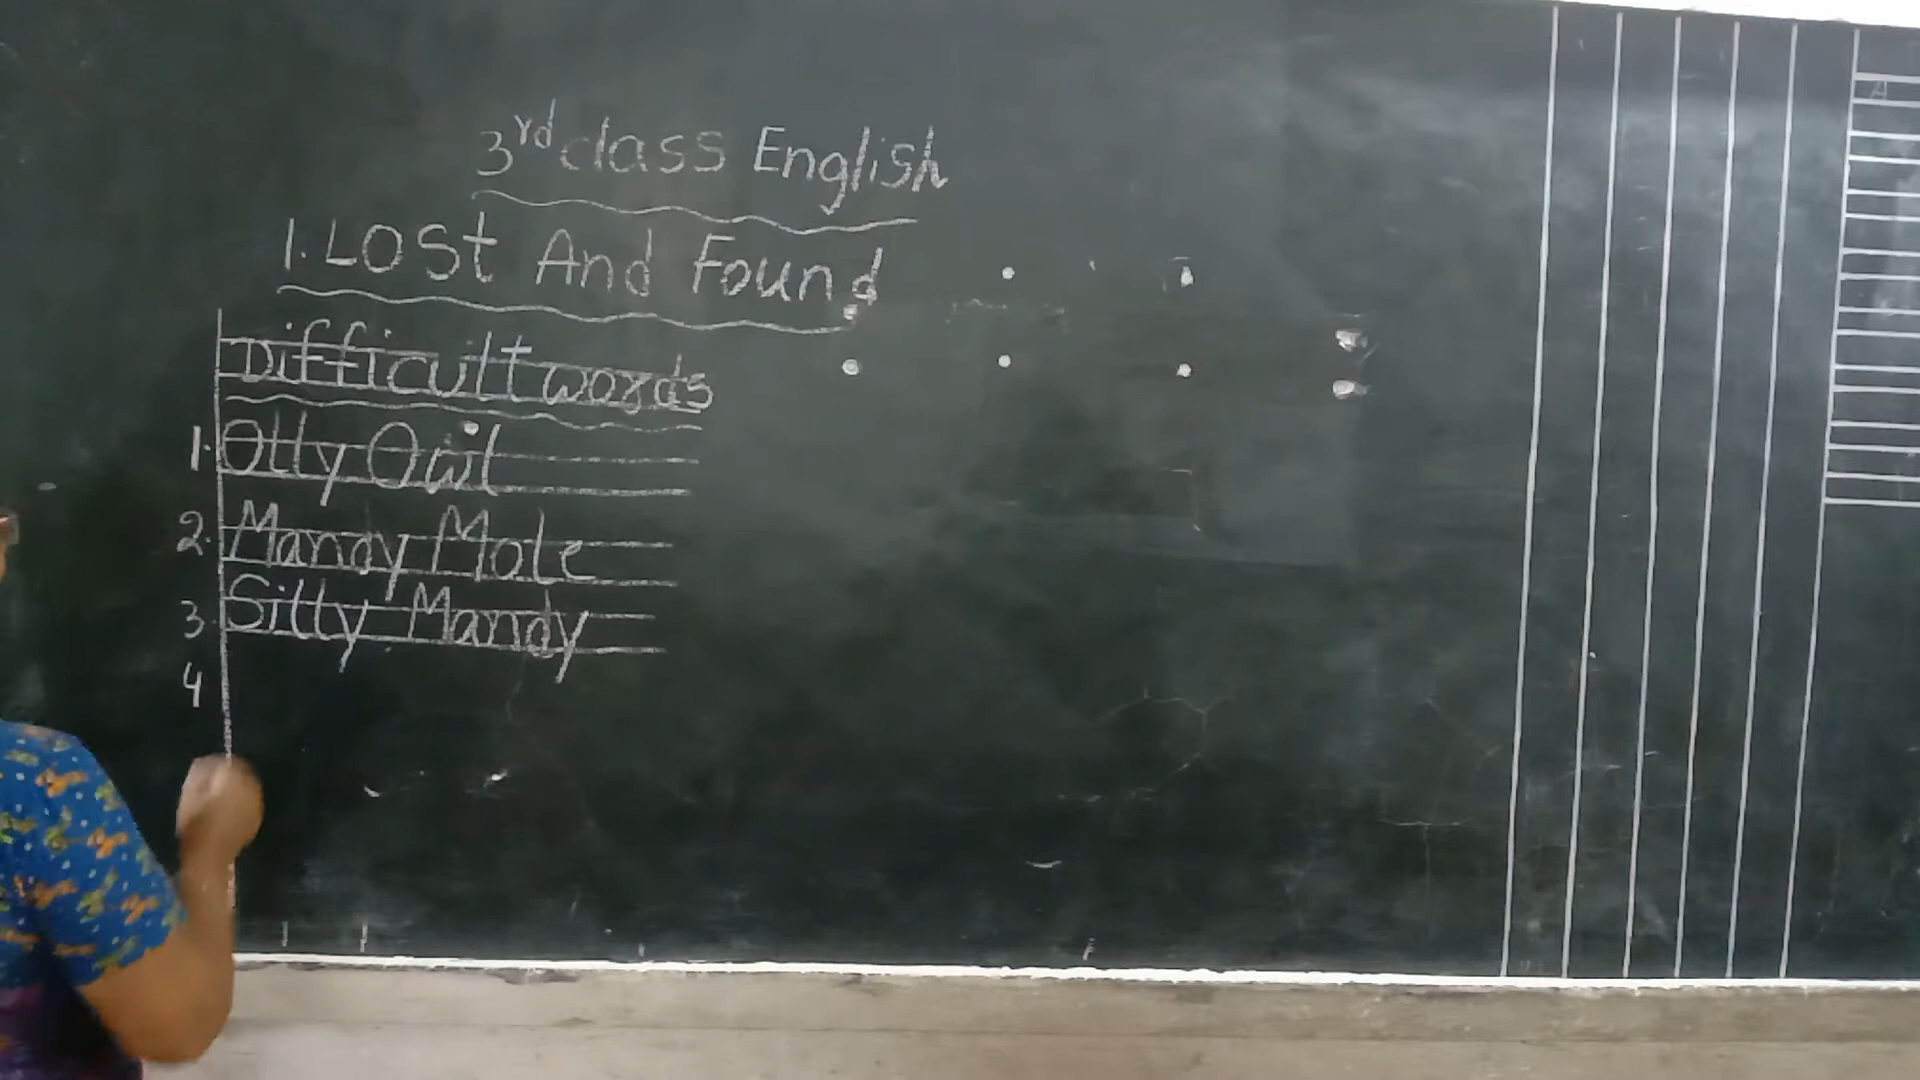 3rd class English
1. Lost And Found
Difficult words
1. Olly Owl
2. Mandy Mole
3. Silly Mandy
4